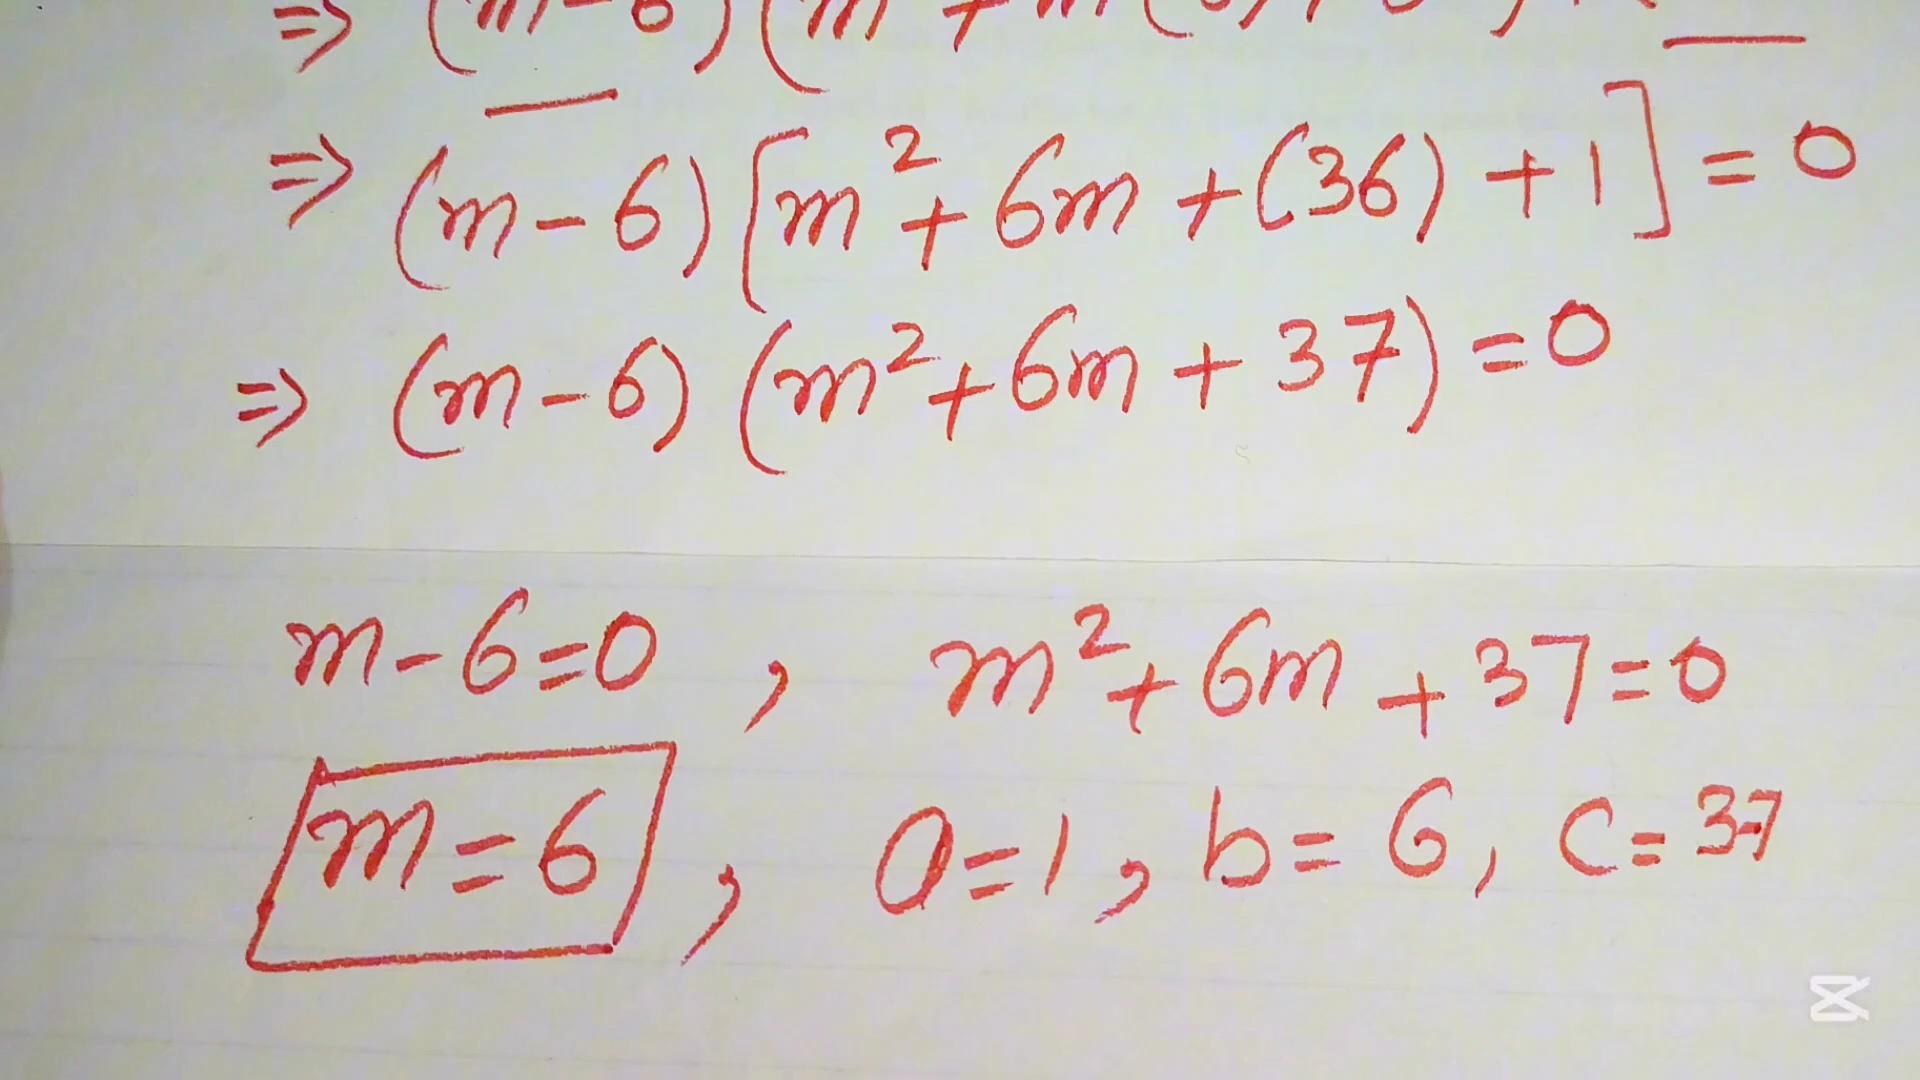 ⇒ (m-6)(m
⇒ (m-6)[m²+6m+(36)+1]=0
⇒ (m-6)(m²+6m+37)=0
m-6=0, m²+6m+37=0
m=6, a=1, b=6, c=37